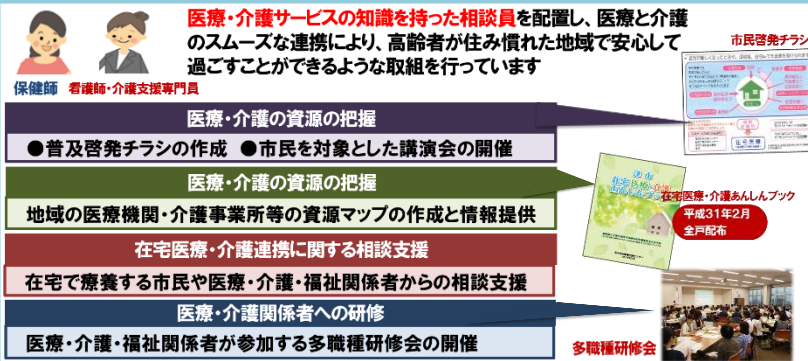 医療・介護サービスの知識を持った相談員を配置し、医療と介護
のスムーズな連携により、高齢者が住み慣れた地域で安心して
過ごすことができるような取組を行っています
保健師 看護師・介護支援専門員
市民啓発チラシ
医療・介護の資源の把握
●普及啓発チラシの作成 ●市民を対象とした講演会の開催
医療・介護の資源の把握
地域の医療機関・介護事業所等の資源マップの作成と情報提供
在宅医療・介護あんしんブック
平成31年2月
全戸配布
在宅医療・介護連携に関する相談支援
在宅で療養する市民や医療・介護・福祉関係者からの相談支援
医療・介護関係者への研修
医療・介護・福祉関係者が参加する多職種研修会の開催
多職種研修会